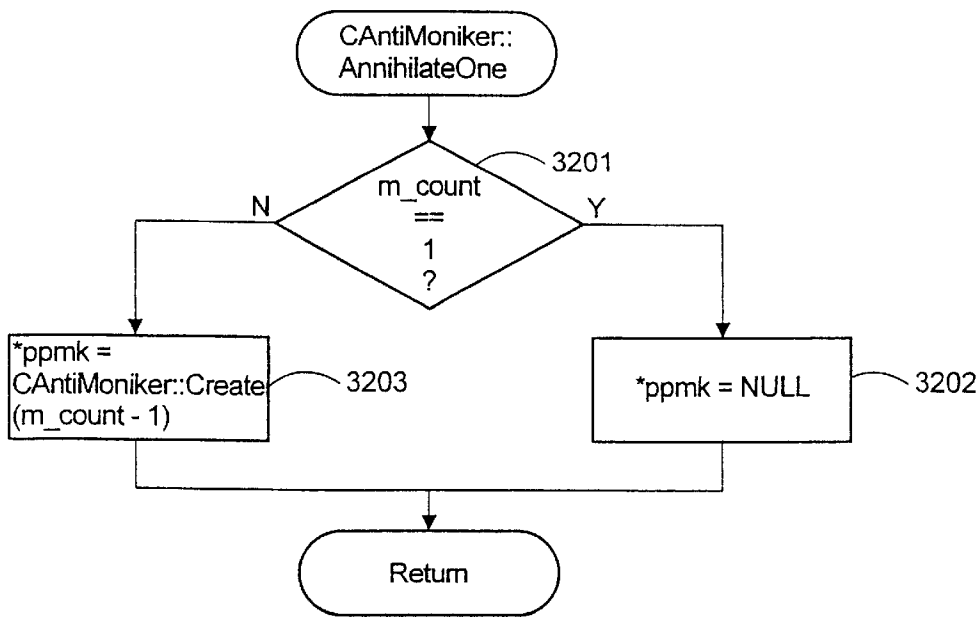 CAntiMoniker::
AnnihilateOne
3201
m_count
==
1
?
N
Y
*ppmk =
CAntiMoniker::Create
(m_count - 1)
3203
*ppmk = NULL
3202
Return